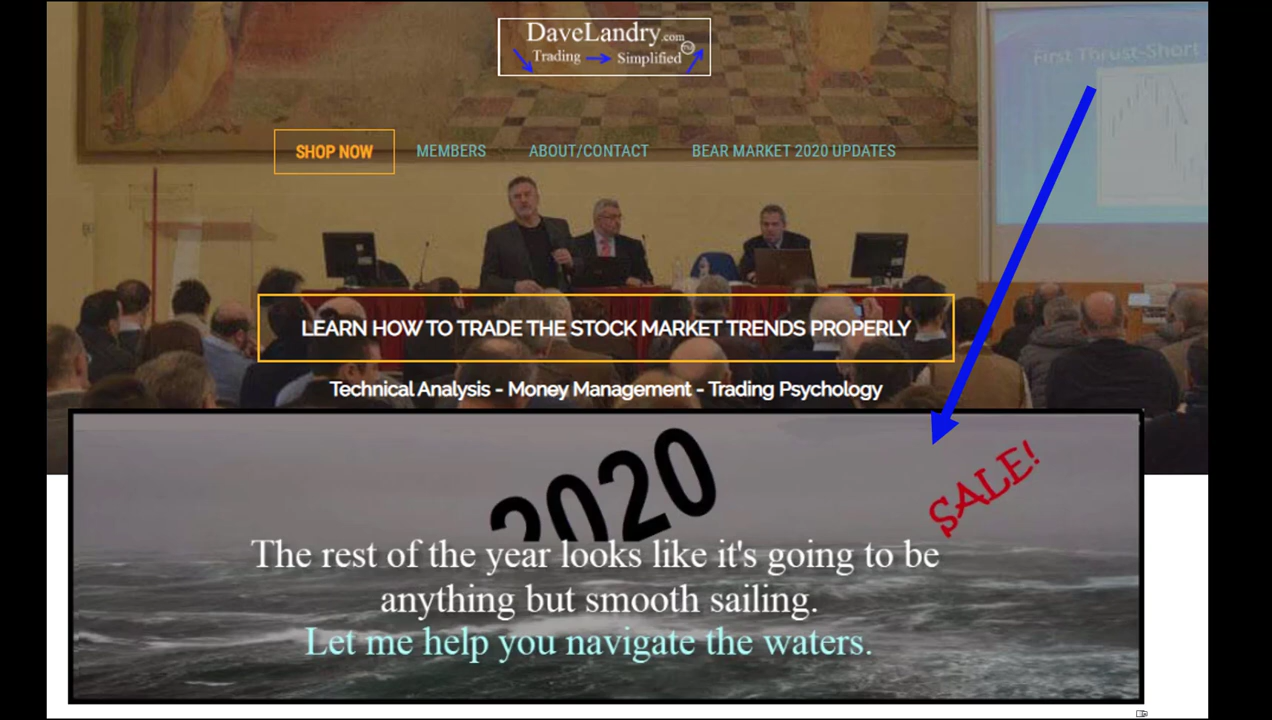 DaveLandry.com
Trading Simplified
First Thrust-Short
SHOP NOW
MEMBERS
ABOUT/CONTACT
BEAR MARKET 2020 UPDATES
LEARN HOW TO TRADE THE STOCK MARKET TRENDS PROPERLY
Technical Analysis - Money Management - Trading Psychology
2020
SALE!
The rest of the year looks like it's going to be
anything but smooth sailing.
Let me help you navigate the waters.